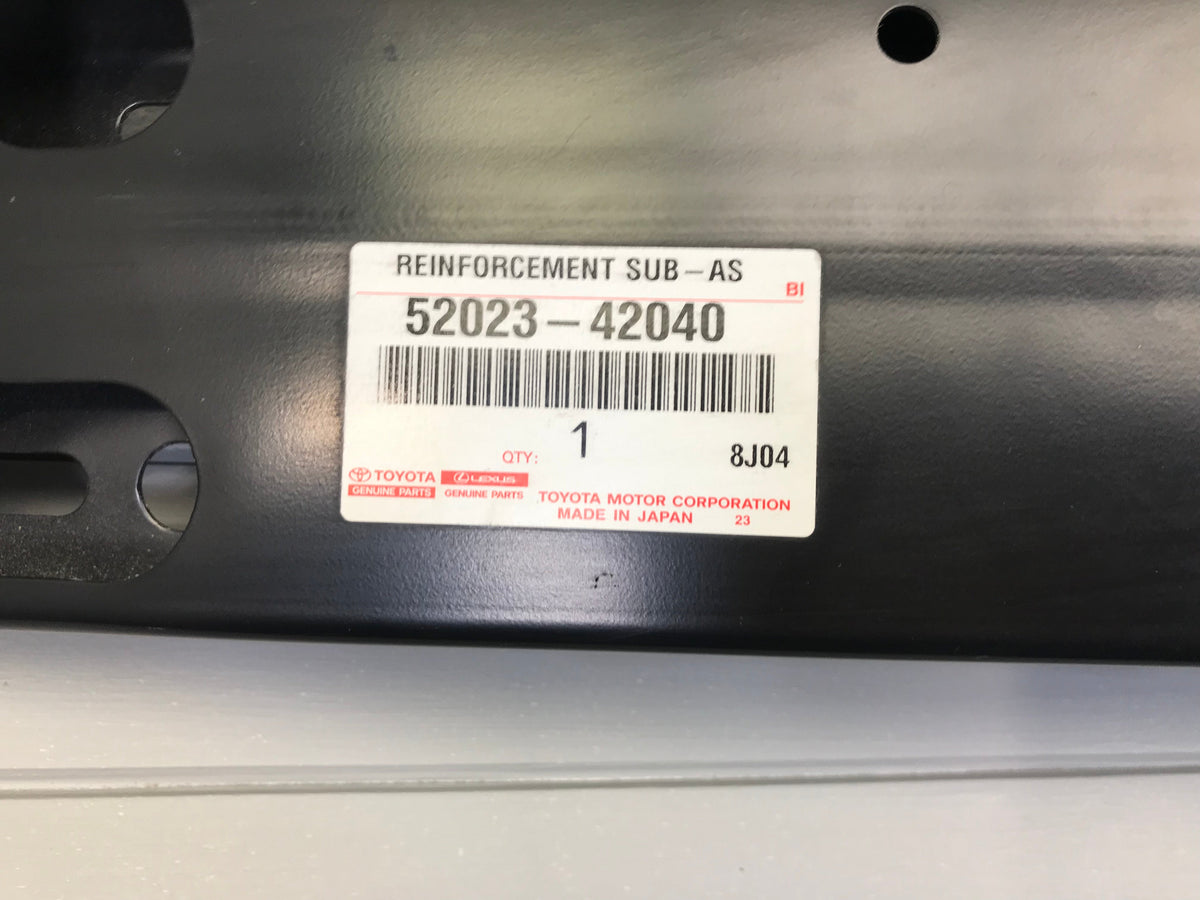 REINFORCEMENT SUB-AS
BI
52023-42040
1
QTY:
8J04
TOYOTA
GENUINE PARTS
LEXUS
GENUINE PARTS
TOYOTA MOTOR CORPORATION
MADE IN JAPAN 23